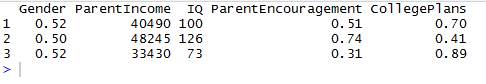 Gender ParentIncome IQ ParentEncouragement CollegePlans
1 0.52 40490 100 0.51 0.70
2 0.50 48245 126 0.74 0.41
3 0.52 33430 73 0.31 0.89
>